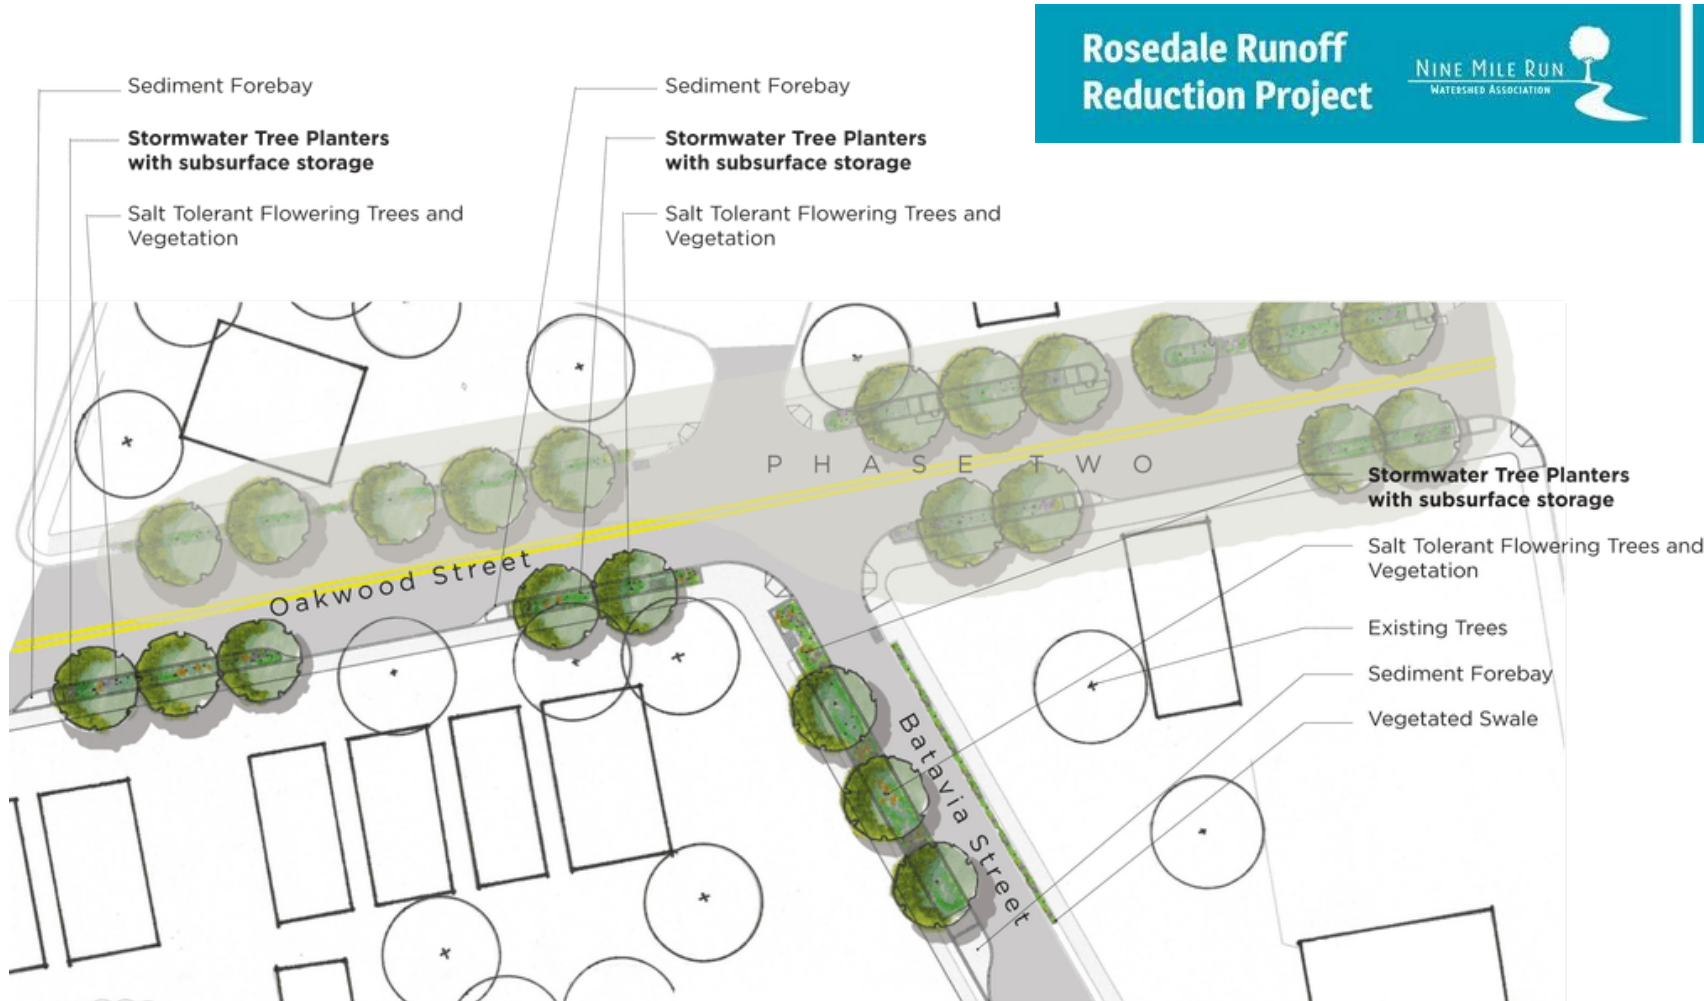 Rosedale Runoff
Reduction Project
NINE MILE RUN
WATERSHED ASSOCIATION
Sediment Forebay
Stormwater Tree Planters
with subsurface storage
Salt Tolerant Flowering Trees and
Vegetation
Sediment Forebay
Stormwater Tree Planters
with subsurface storage
Salt Tolerant Flowering Trees and
Vegetation
PHASE TWO
Oakwood Street
Stormwater Tree Planters
with subsurface storage
Salt Tolerant Flowering Trees and
Vegetation
Existing Trees
Sediment Forebay
Vegetated Swale
Batavia Street